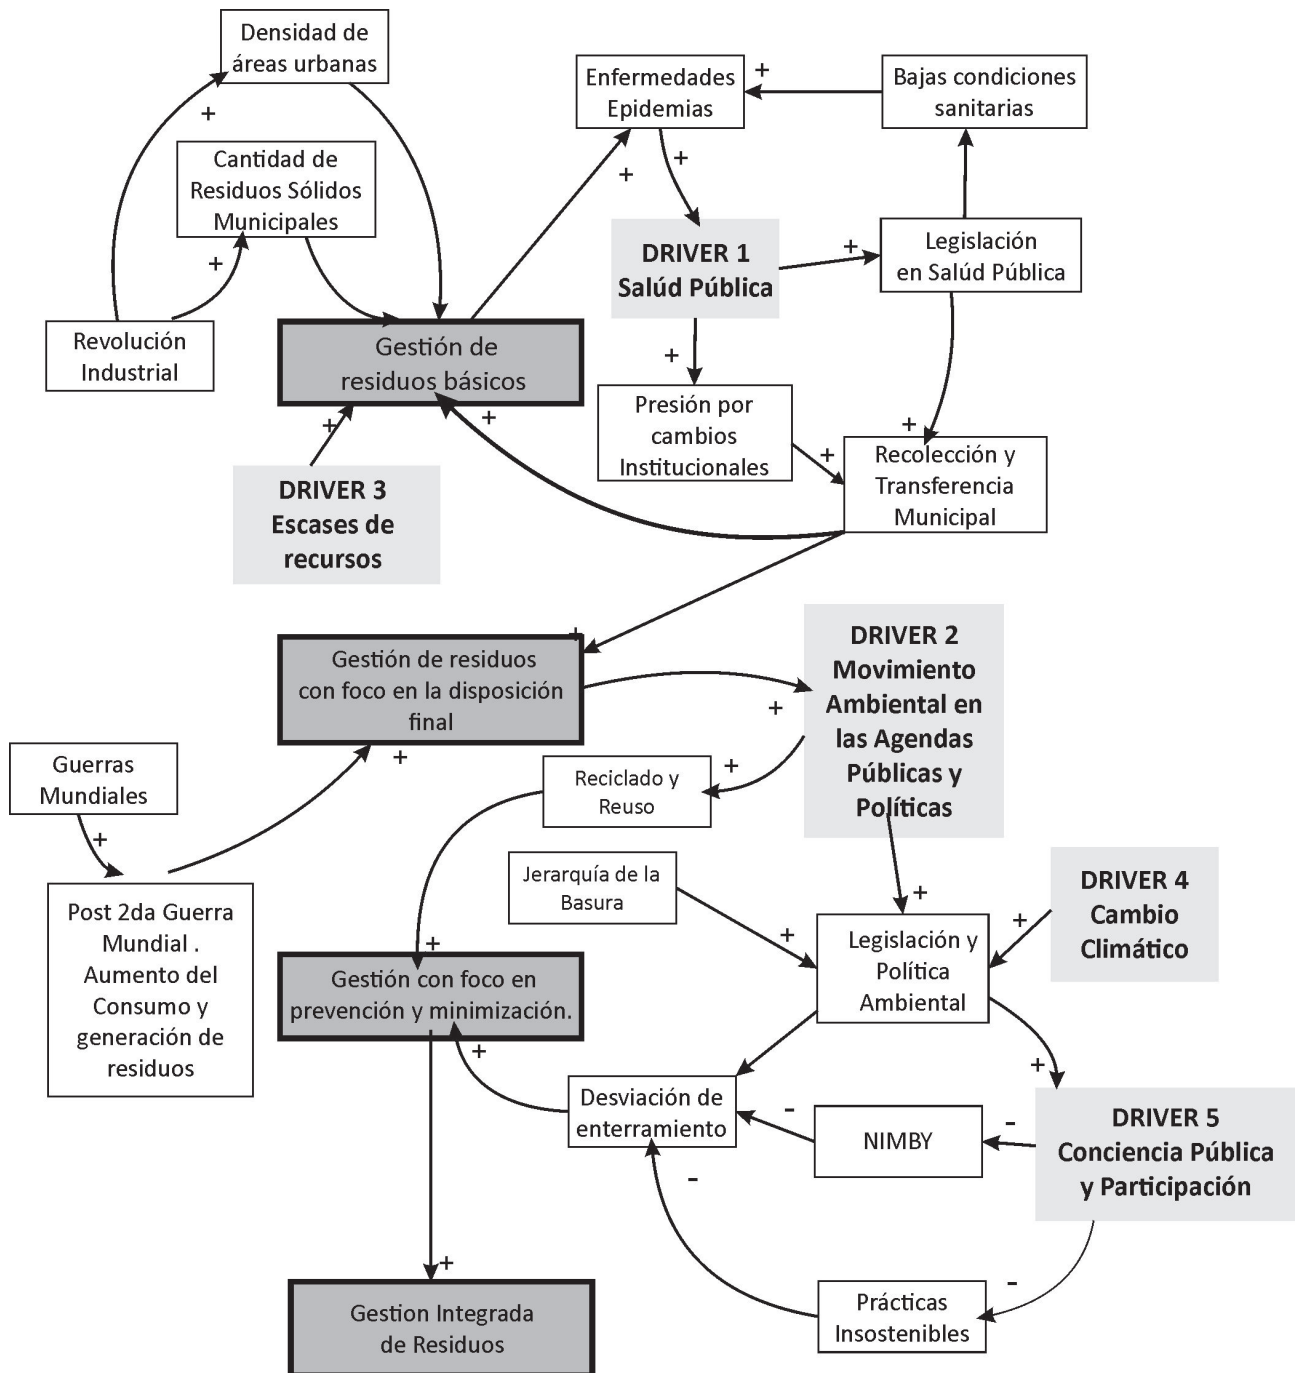 Densidad de
áreas urbanas
+
Cantidad de
Residuos Sólidos
Municipales
+
Revolución
Industrial
Enfermedades
Epidemias
+
Bajas condiciones
sanitarias
+
+
DRIVER 1
Salúd Pública
+
Legislación
en Salúd Pública
Gestión de
residuos básicos
+
Presión por
cambios
Institucionales
+
+
Recolección y
Transferencia
Municipal
+
+
DRIVER 3
Escases de
recursos
+
Gestión de residuos
con foco en la disposición
final
+
DRIVER 2
Movimiento
Ambiental en
las Agendas
Públicas y
Políticas
+
Guerras
Mundiales
+
+
Reciclado y
Reuso
Post 2da Guerra
Mundial .
Aumento del
Consumo y
generación de
residuos
Jerarquía de la
Basura
+
+
+
DRIVER 4
Cambio
Climático
Legislación y
Política
Ambiental
+
Gestión con foco en
prevención y minimización.
+
+
Desviación de
enterramiento
-
NIMBY
-
DRIVER 5
Conciencia Pública
y Participación
-
-
Prácticas
Insostenibles
+
Gestion Integrada
de Residuos